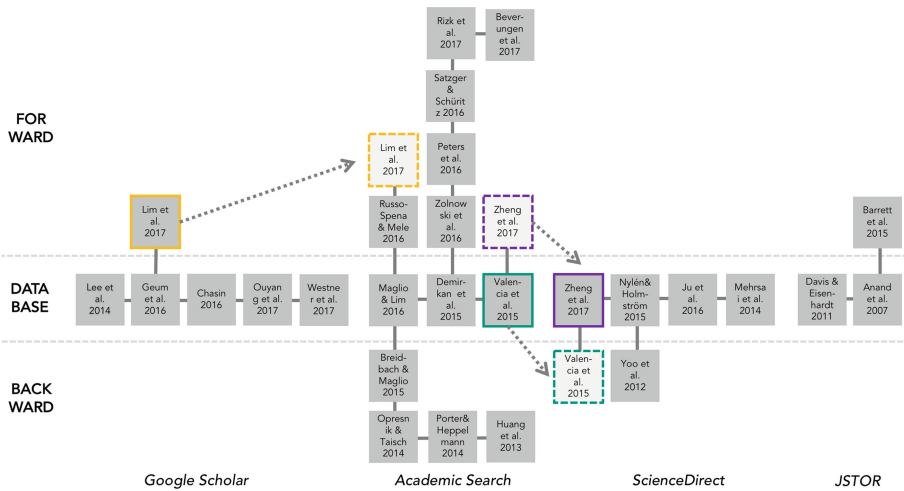 Rizk et
al.
2017
Bever-
ungen
et al.
2017
Satzger
&
Schürit
z 2016
FOR
WARD
Lim et
al.
2017
Peters
et al.
2016
Lim et
al.
2017
Russo-
Spena
& Mele
2016
Zolnow
ski et
al.
2016
Zheng
et al.
2017
Barrett
et al.
2015
DATA
BASE
Lee et
al.
2014
Geum
et al.
2016
Chasin
2016
Ouyan
g et al.
2017
Westne
r et al.
2017
Maglio
& Lim
2016
Demir-
kan et
al.
2015
Valen-
cia et
al.
2015
Zheng
et al.
2017
Nylén&
Holm-
ström
2015
Ju et
al.
2016
Mehrsa
i et al.
2014
Davis &
Eisen-
hardt
2011
Anand
et al.
2007
BACK
WARD
Breid-
bach &
Maglio
2015
Valen-
cia et
al.
2015
Yoo et
al.
2012
Opresn
ik &
Taisch
2014
Porter&
Heppel
mann
2014
Huang
et al.
2013
Google Scholar
Academic Search
ScienceDirect
JSTOR